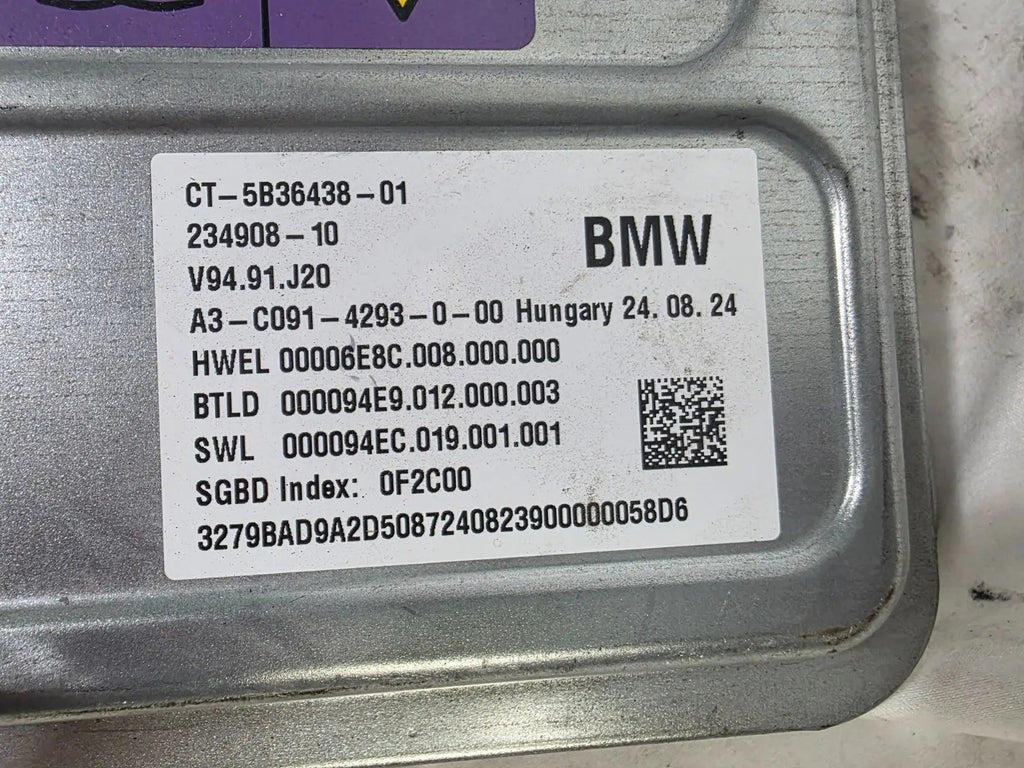 CT-5B36438-01
234908-10
BMW
V94.91.J20
A3-C091-4293-0-00 Hungary 24. 08. 24
HWEL 00006E8C.008.000.000
BTLD 000094E9.012.000.003
SWL 000094EC.019.001.001
SGBD Index: 0F2C00
3279BAD9A2D5087240823900000058D6